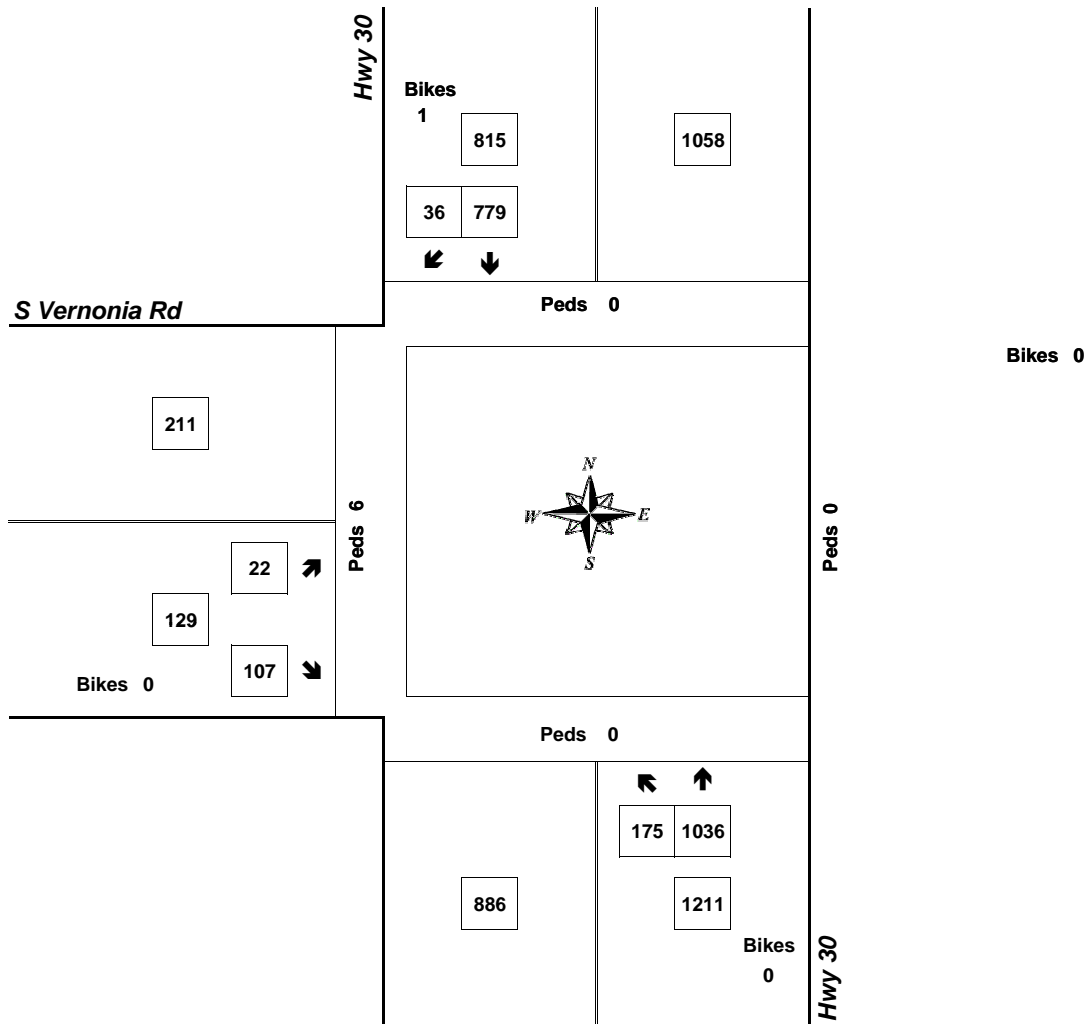 Hwy 30
Bikes
1
815
1058
36 779
Peds 0
S Vernonia Rd
Bikes 0
211
N
W E
S
Peds 6
Peds 0
22
129
107
Bikes 0
Peds 0
175 1036
886
1211
Bikes
0
Hwy 30